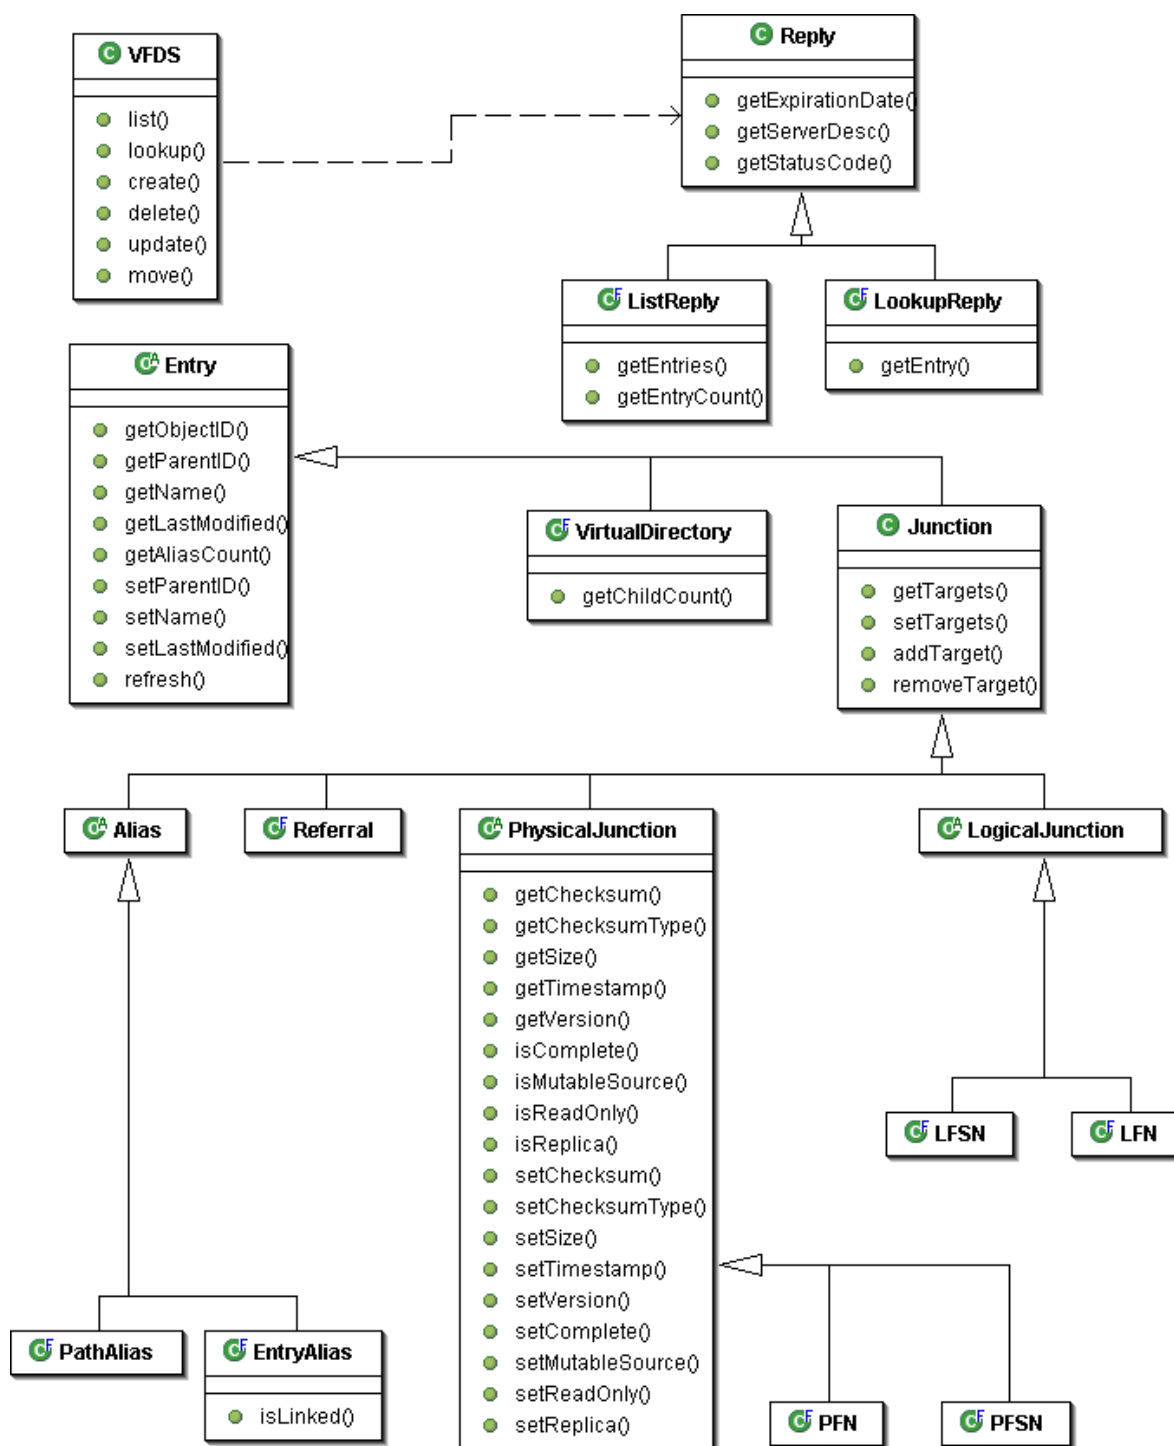 VFDS
list()
lookup()
create()
delete()
update()
move()
Reply
getExpirationDate()
getServerDesc()
getStatusCode()
ListReply
getEntries()
getEntryCount()
LookupReply
getEntry()
Entry
getObjectID()
getParentID()
getName()
getLastModified()
getAliasCount()
setParentID()
setName()
setLastModified()
refresh()
VirtualDirectory
getChildCount()
Junction
getTargets()
setTargets()
addTarget()
removeTarget()
Alias
Referral
PhysicalJunction
getChecksum()
getChecksumType()
getSize()
getTimestamp()
getVersion()
isComplete()
isMutableSource()
isReadOnly()
isReplica()
setChecksum()
setChecksumType()
setSize()
setTimestamp()
setVersion()
setComplete()
setMutableSource()
setReadOnly()
setReplica()
LogicalJunction
LFSN
LFN
PathAlias
EntryAlias
isLinked()
PFN
PFSN